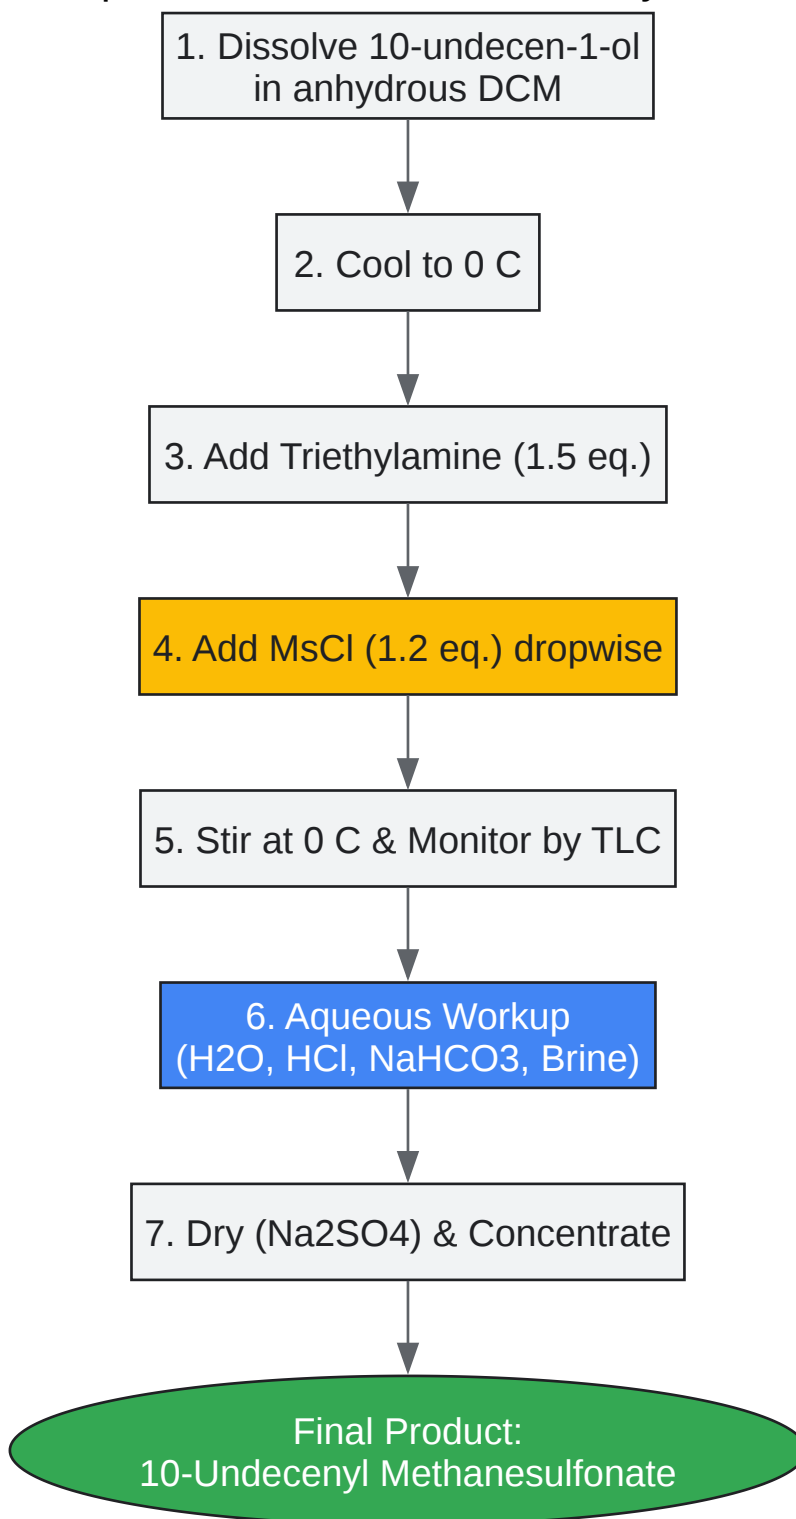 1. Dissolve 10-undecen-1-ol
in anhydrous DCM
2. Cool to 0 C
3. Add Triethylamine (1.5 eq.)
4. Add MsCl (1.2 eq.) dropwise
5. Stir at 0 C & Monitor by TLC
6. Aqueous Workup
(H2O, HCl, NaHCO3, Brine)
7. Dry (Na2SO4) & Concentrate
Final Product:
10-Undecenyl Methanesulfonate